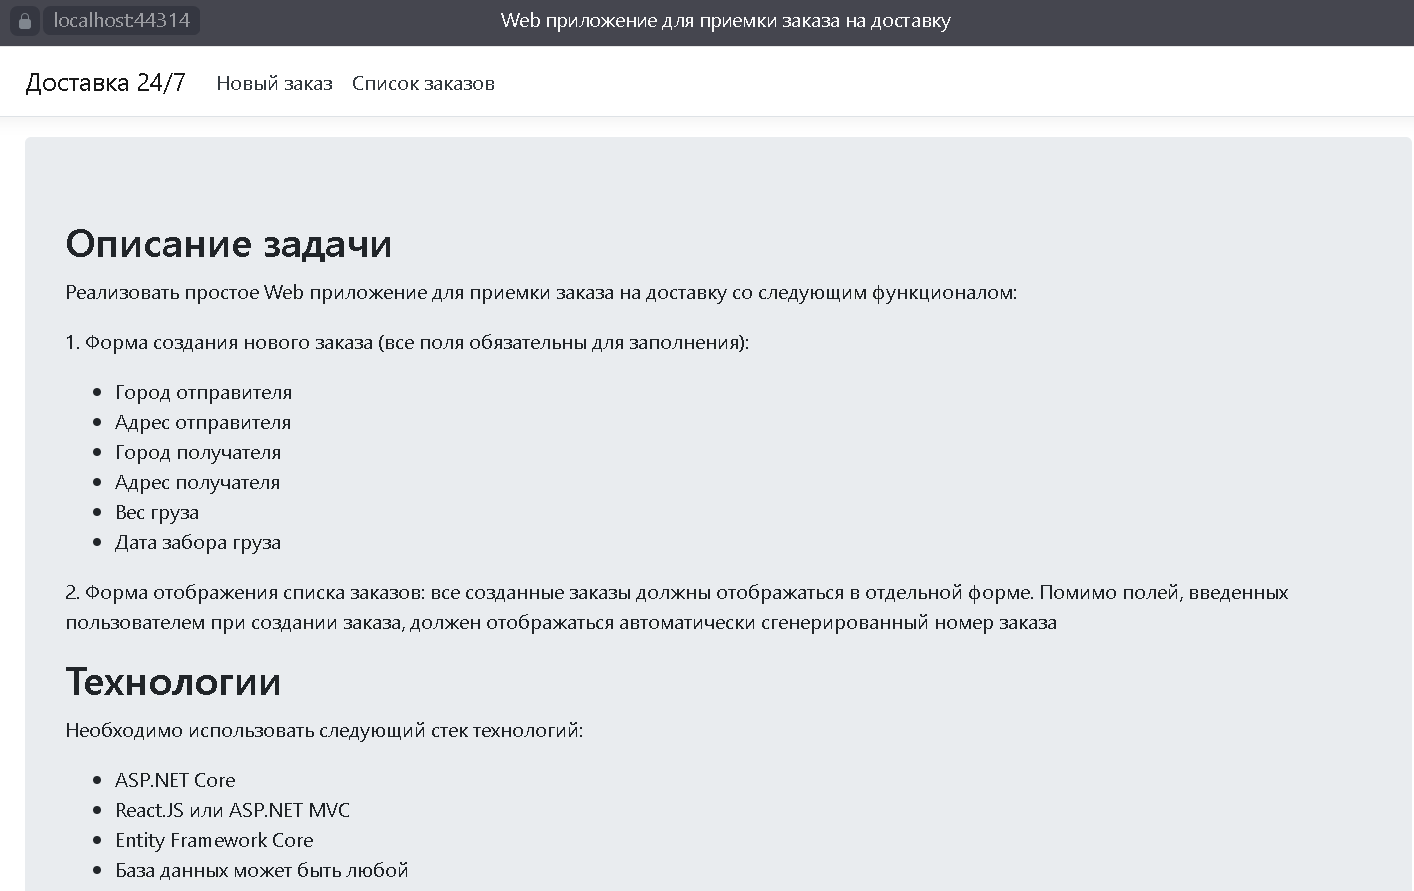 localhost:44314
Web приложение для приемки заказа на доставку
Доставка 24/7 Новый заказ Список заказов
Описание задачи
Реализовать простое Web приложение для приемки заказа на доставку со следующим функционалом:
1. Форма создания нового заказа (все поля обязательны для заполнения):
• Город отправителя
• Адрес отправителя
• Город получателя
• Адрес получателя
• Вес груза
• Дата забора груза
2. Форма отображения списка заказов: все созданные заказы должны отображаться в отдельной форме. Помимо полей, введенных
пользователем при создании заказа, должен отображаться автоматически сгенерированный номер заказа
Технологии
Необходимо использовать следующий стек технологий:
• ASP.NET Core
• React.JS или ASP.NET MVC
• Entity Framework Core
• База данных может быть любой